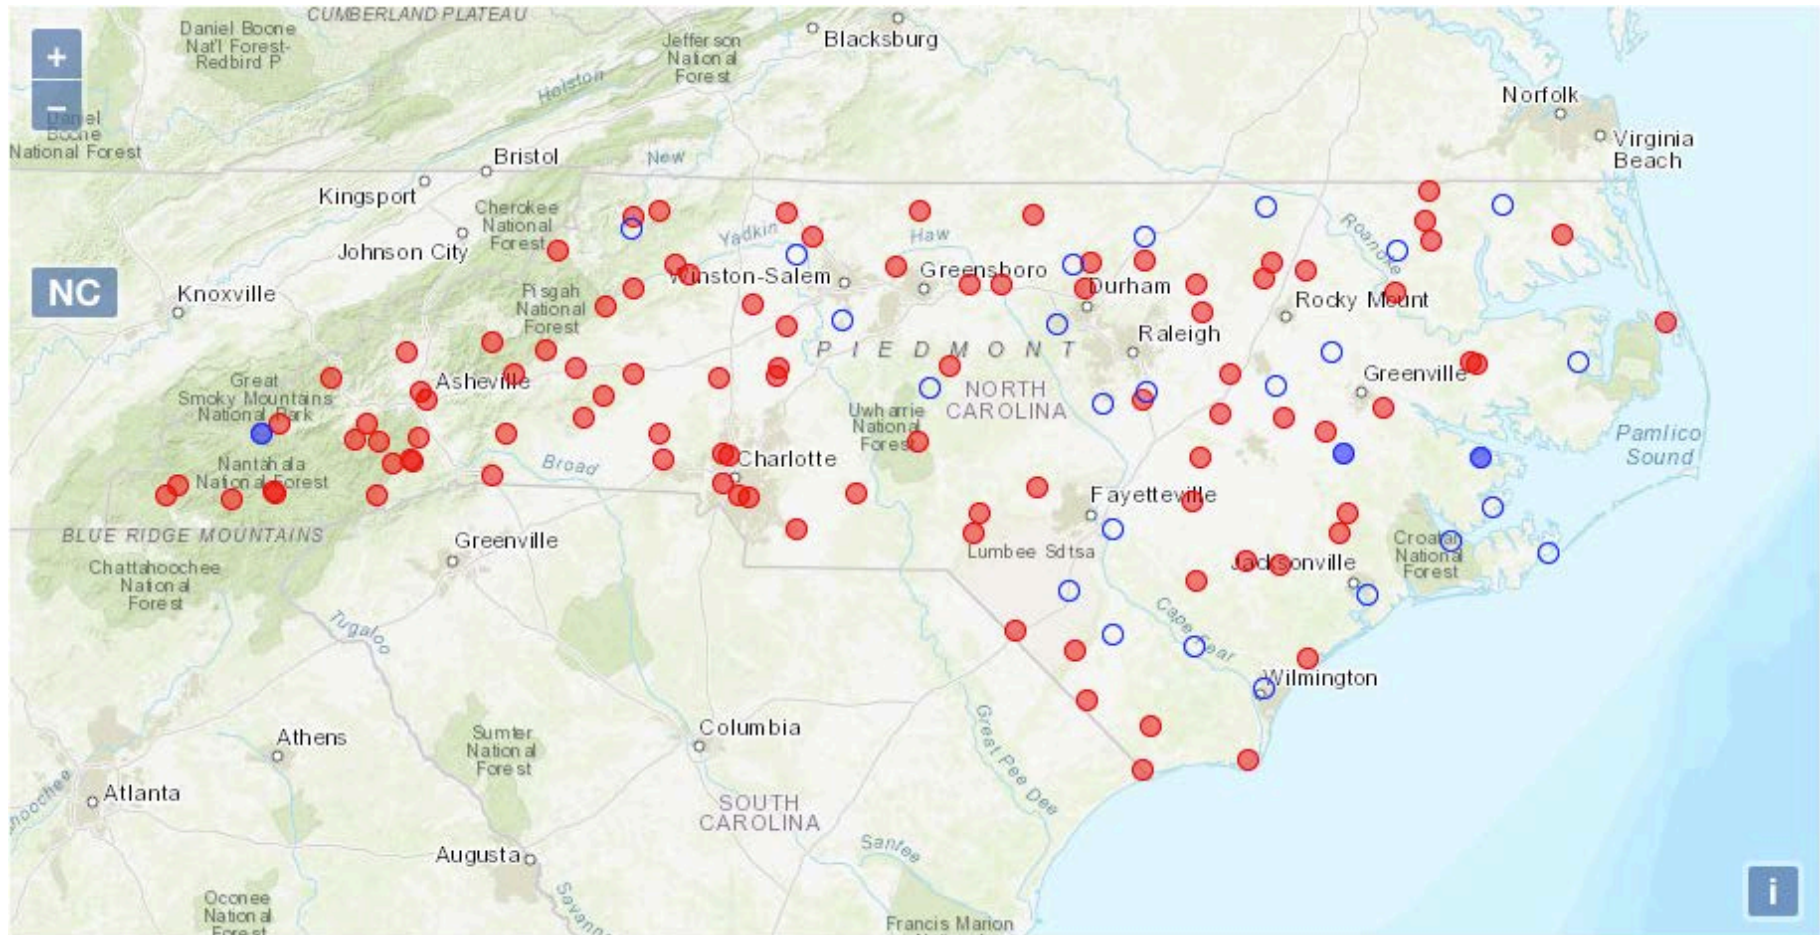 CUMBERLAND PLATEAU
Daniel Boone
Nat'l Forest-
Redbird P
Jefferson
National
Forest
Blacksburg
+
−
Holston
Norfolk
Daniel
Boone
National Forest
Virginia
Beach
Bristol
New
Kingsport
Cherokee
National
Forest
Johnson City
Yadkin
Haw
Roanoke
NC
Knoxville
Winston-Salem
Greensboro
Durham
Rocky Mount
Pisgah
National
Forest
Raleigh
PIEDMONT
Great
Smoky Mountains
National Park
Asheville
NORTH
CAROLINA
Greenville
Uwharrie
National
Forest
Pamlico
Sound
Nantahala
National Forest
Broad
Charlotte
Fayetteville
BLUE RIDGE MOUNTAINS
Greenville
Lumbee Sdtsa
Jacksonville
Croatan
National
Forest
Chattahoochee
National
Forest
Tugaloo
Cape Fear
Wilmington
Athens
Sumter
National
Forest
Columbia
Great Pee Dee
Atlanta
SOUTH
CAROLINA
Augusta
Santee
Oconee
National
Forest
Francis Marion
i